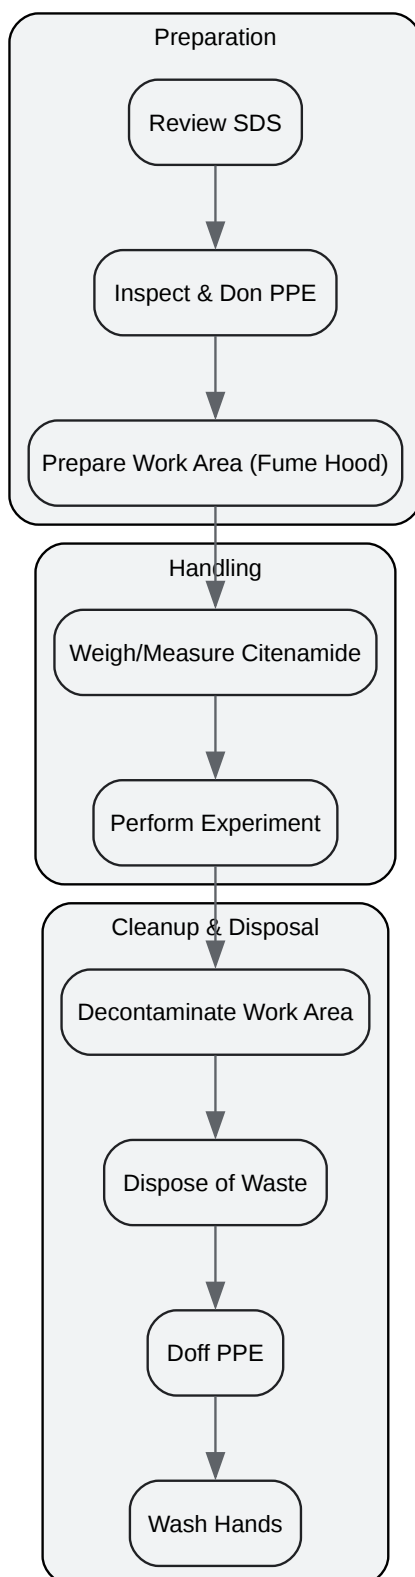 Preparation
Review SDS
Inspect & Don PPE
Prepare Work Area (Fume Hood)
Handling
Weigh/Measure Citenamide
Perform Experiment
Cleanup & Disposal
Decontaminate Work Area
Dispose of Waste
Doff PPE
Wash Hands